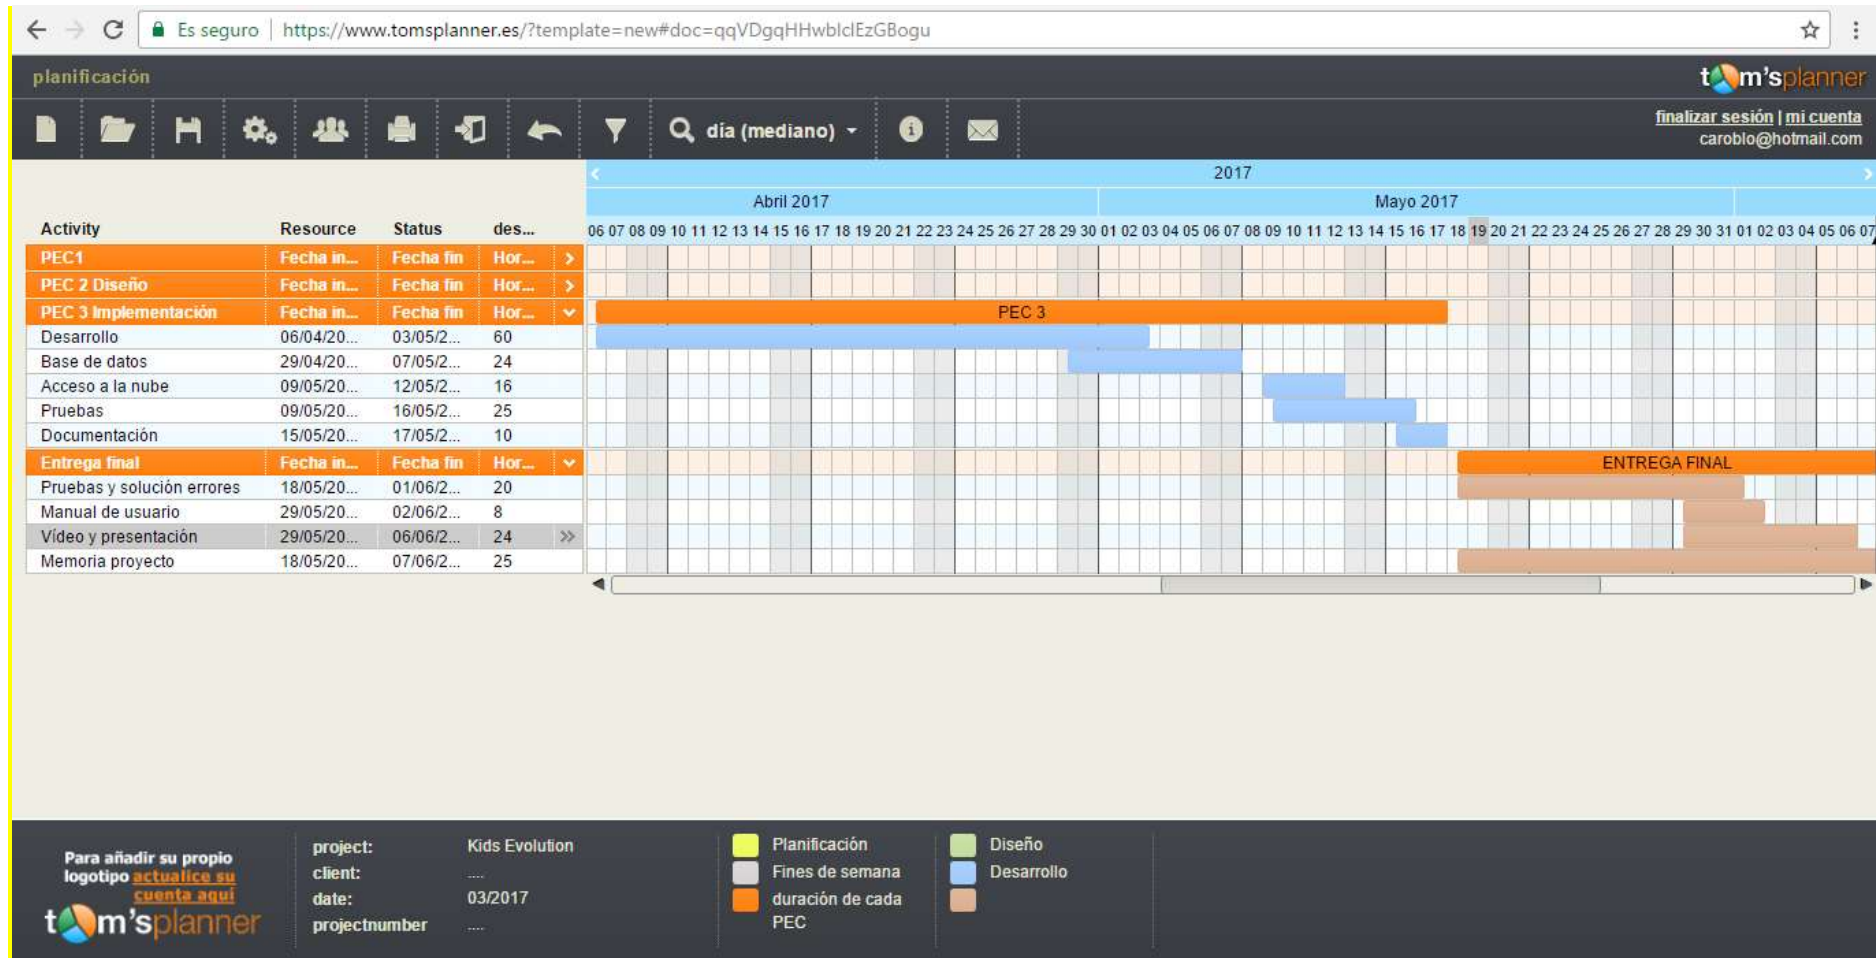 Es seguro | https://www.tomsplanner.es/?template=new#doc=qqVDgqHHwbIclEzGBogu
planificación
tom'splanner
día (mediano)
finalizar sesión | mi cuenta
caroblo@hotmail.com
2017
Abril 2017 Mayo 2017
Activity Resource Status des...
06 07 08 09 10 11 12 13 14 15 16 17 18 19 20 21 22 23 24 25 26 27 28 29 30 01 02 03 04 05 06 07 08 09 10 11 12 13 14 15 16 17 18 19 20 21 22 23 24 25 26 27 28 29 30 31 01 02 03 04 05 06 07
PEC1 Fecha in... Fecha fin Hor...
PEC 2 Diseño Fecha in... Fecha fin Hor...
PEC 3 Implementación Fecha in... Fecha fin Hor... PEC 3
Desarrollo 06/04/20... 03/05/2... 60
Base de datos 29/04/20... 07/05/2... 24
Acceso a la nube 09/05/20... 12/05/2... 16
Pruebas 09/05/20... 16/05/2... 25
Documentación 15/05/20... 17/05/2... 10
Entrega final Fecha in... Fecha fin Hor... ENTREGA FINAL
Pruebas y solución errores 18/05/20... 01/06/2... 20
Manual de usuario 29/05/20... 02/06/2... 8
Vídeo y presentación 29/05/20... 06/06/2... 24
Memoria proyecto 18/05/20... 07/06/2... 25
Para añadir su propio
logotipo actualice su
cuenta aquí
tom'splanner
project: Kids Evolution
client: ....
date: 03/2017
projectnumber ....
Planificación
Fines de semana
duración de cada
PEC
Diseño
Desarrollo